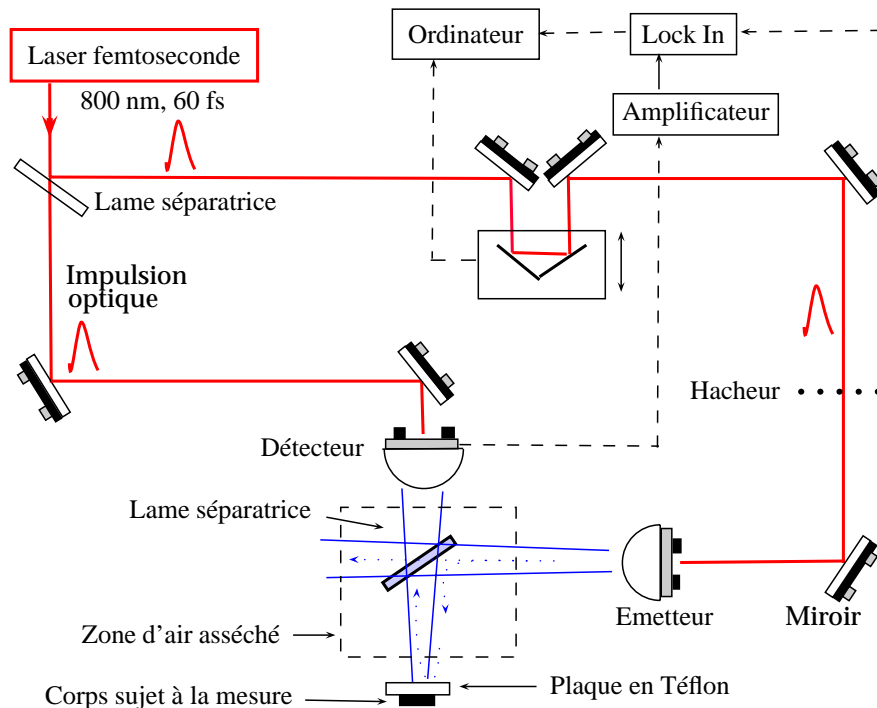 Laser femtoseconde
800 nm, 60 fs
Ordinateur
Lock In
Amplificateur
Lame séparatrice
Impulsion
optique
Hacheur
Détecteur
Lame séparatrice
Emetteur
Miroir
Zone d'air asséché
Plaque en Téflon
Corps sujet à la mesure